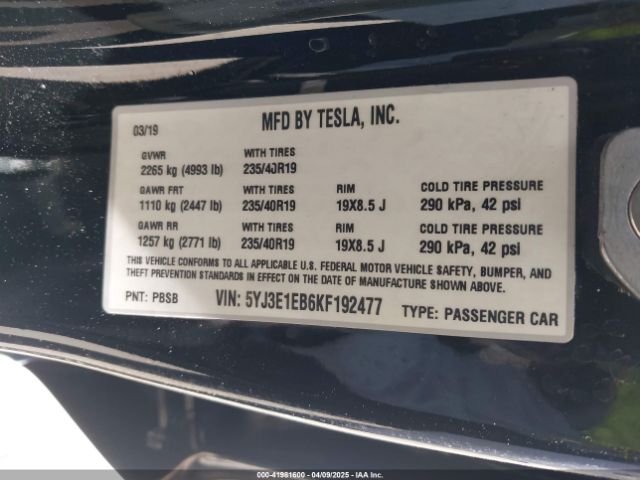 03/19 MFD BY TESLA, INC.
GVWR WITH TIRES
2265 kg (4993 lb) 235/40R19
GAWR FRT WITH TIRES RIM COLD TIRE PRESSURE
1110 kg (2447 lb) 235/40R19 19X8.5 J 290 kPa, 42 psi
GAWR RR WITH TIRES RIM COLD TIRE PRESSURE
1257 kg (2771 lb) 235/40R19 19X8.5 J 290 kPa, 42 psi
THIS VEHICLE CONFORMS TO ALL APPLICABLE U.S. FEDERAL MOTOR VEHICLE SAFETY, BUMPER, AND
THEFT PREVENTION STANDARDS IN EFFECT ON THE DATE OF MANUFACTURE SHOWN ABOVE.
PNT: PBSB VIN: 5YJ3E1EB6KF192477 TYPE: PASSENGER CAR
000-41981600 - 04/09/2025 - IAA Inc.